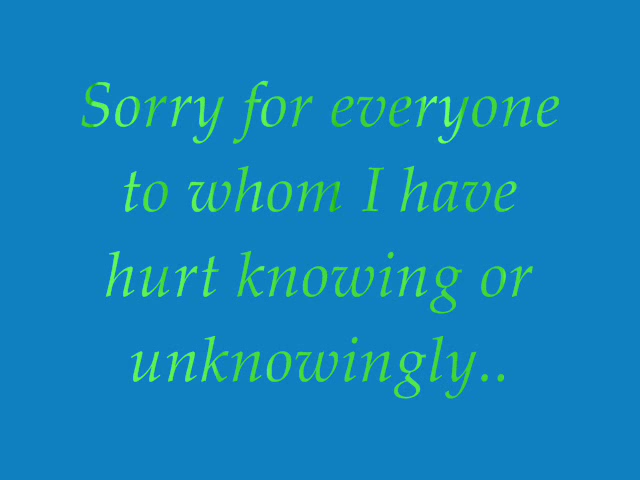 Sorry for everyone
to whom I have
hurt knowing or
unknowingly..